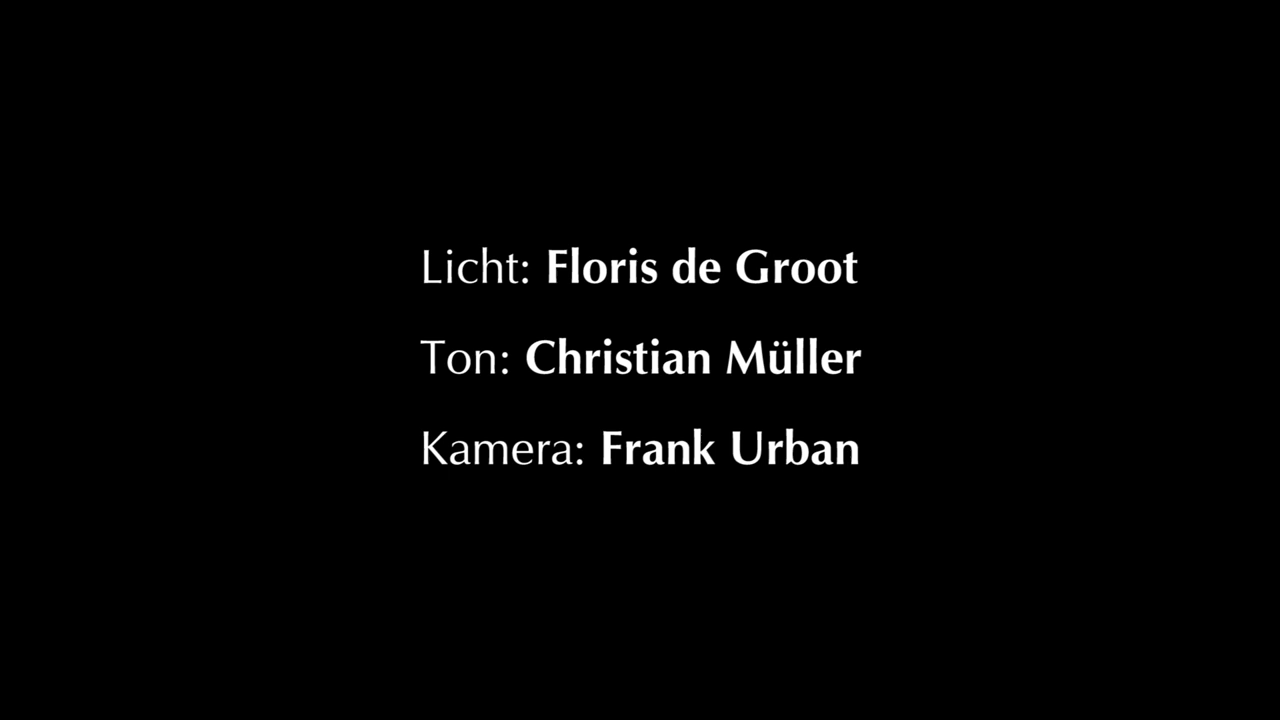 Licht: Floris de Groot
Ton: Christian Müller
Kamera: Frank Urban